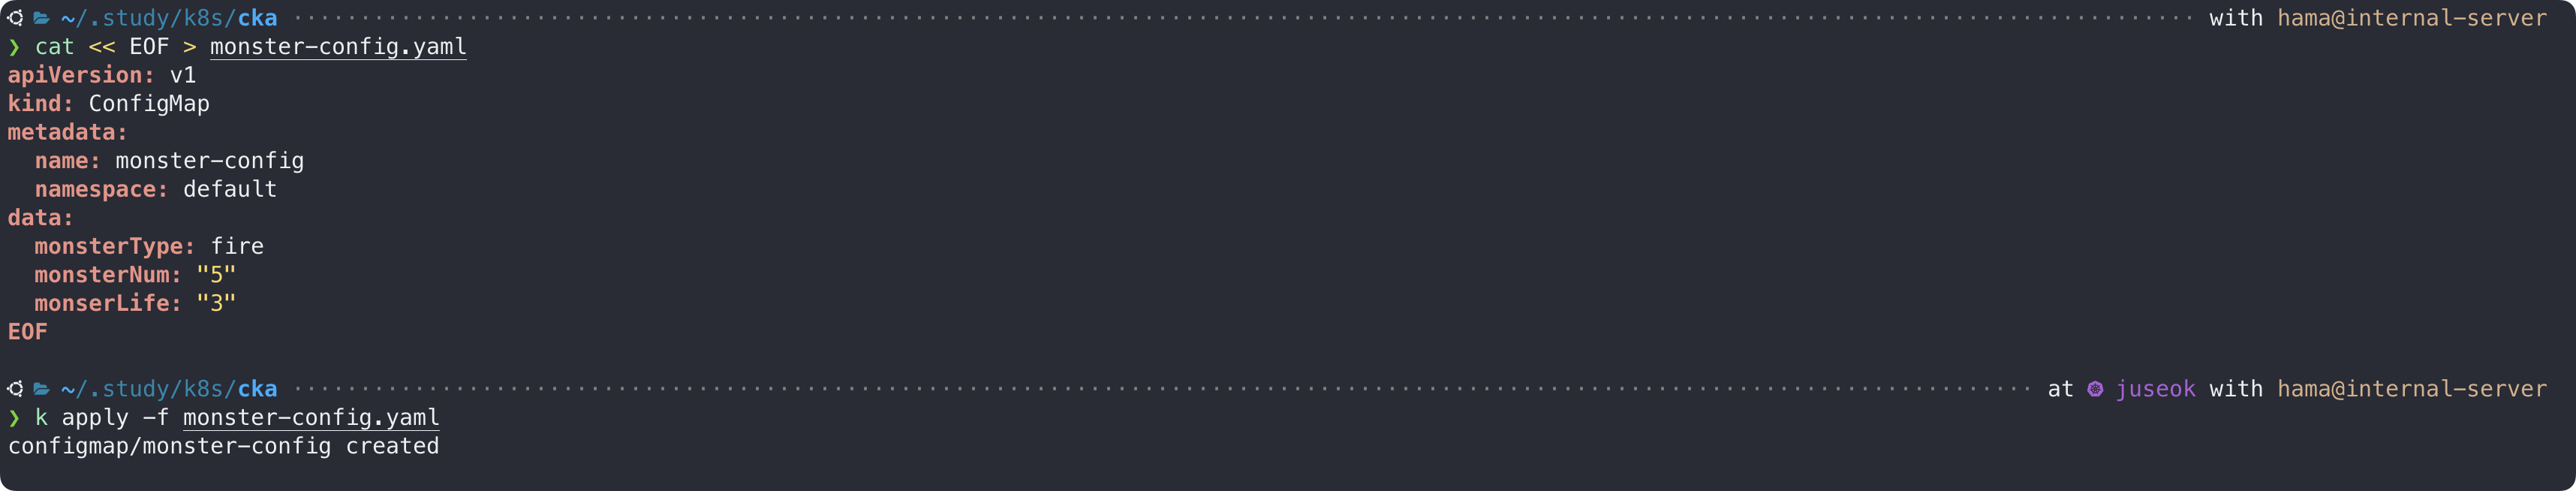 ~/.study/k8s/cka with hama@internal-server
❯ cat << EOF > monster-config.yaml
apiVersion: v1
kind: ConfigMap
metadata:
  name: monster-config
  namespace: default
data:
  monsterType: fire
  monsterNum: "5"
  monserLife: "3"
EOF
~/.study/k8s/cka at juseok with hama@internal-server
❯ k apply -f monster-config.yaml
configmap/monster-config created